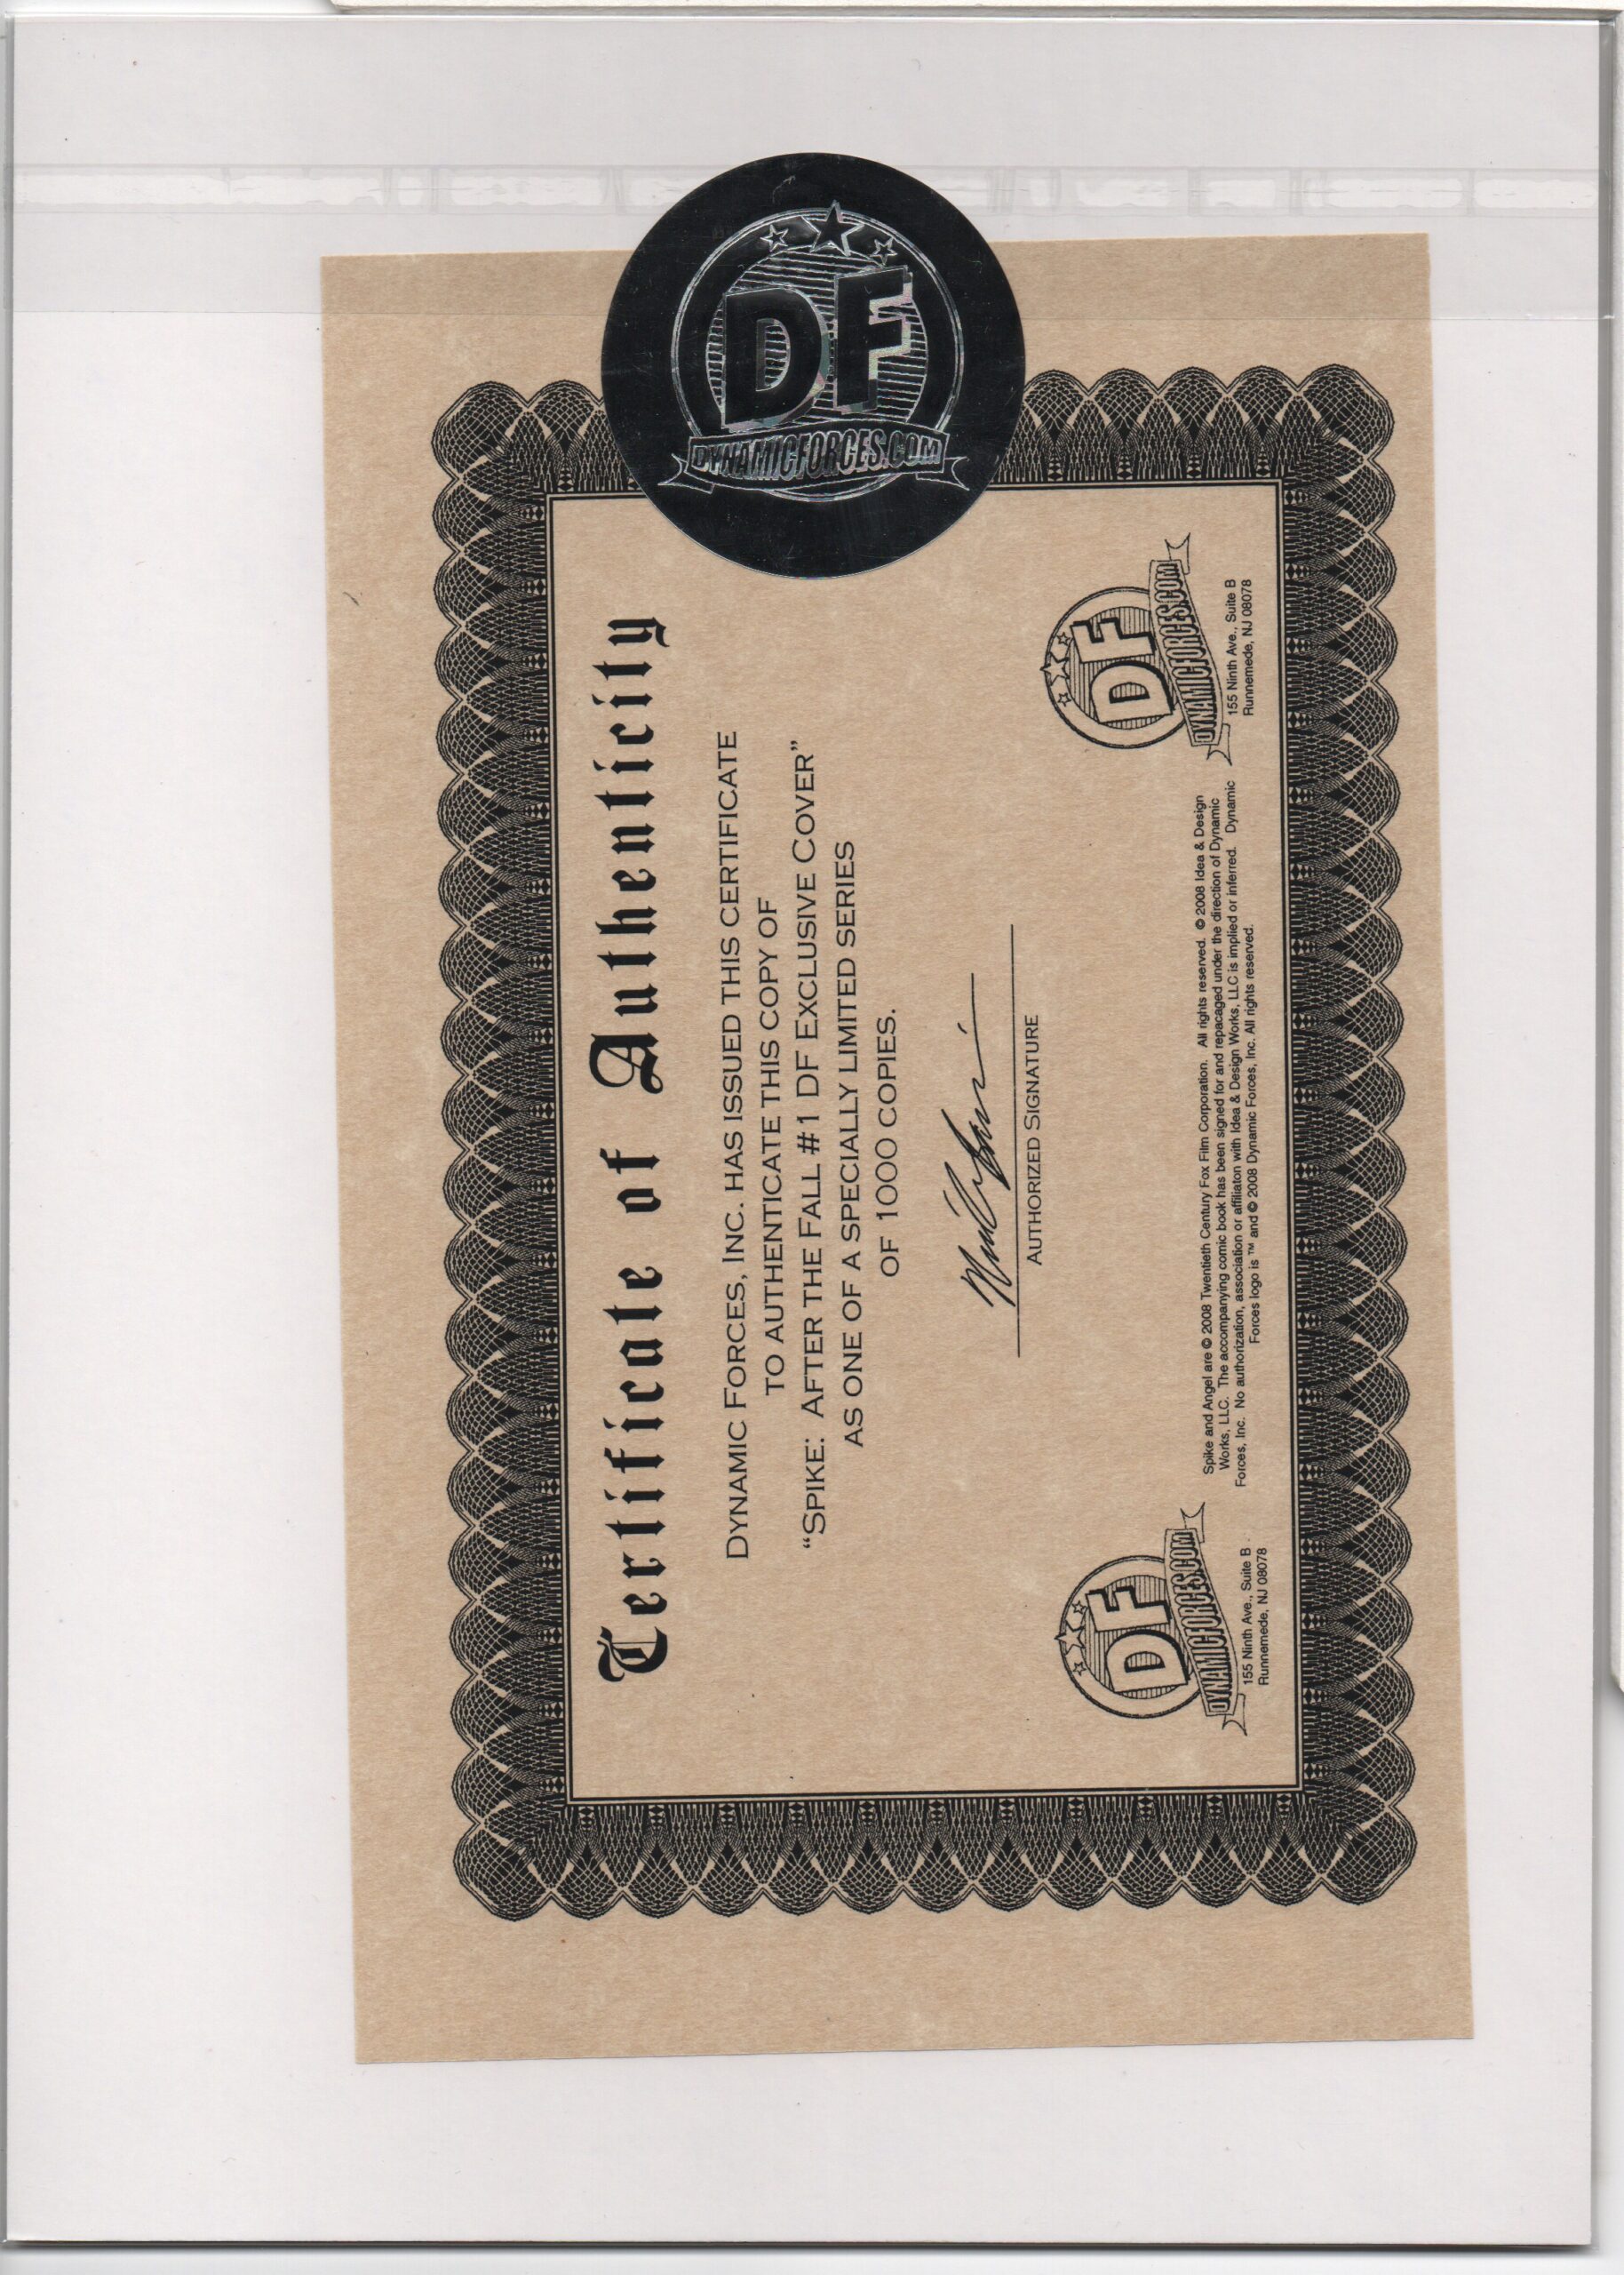 DF
DYNAMICFORCES.COM
Certificate of Authenticity
DYNAMIC FORCES, INC. HAS ISSUED THIS CERTIFICATE
TO AUTHENTICATE THIS COPY OF
“SPIKE: AFTER THE FALL #1 DF EXCLUSIVE COVER”
AS ONE OF A SPECIALLY LIMITED SERIES
OF 1000 COPIES.
AUTHORIZED SIGNATURE
DF
DYNAMICFORCES.COM
155 Ninth Ave., Suite B
Runnemede, NJ 08078
Spike and Angel are © 2008 Twentieth Century Fox Film Corporation. All rights reserved. © 2008 Idea & Design
Works, LLC. The accompanying comic book has been signed for and repacaged under the direction of Dynamic
Forces, Inc. No authorization, association or affiliaton with Idea & Design Works, LLC is implied or inferred. Dynamic
Forces logo is ™ and © 2008 Dynamic Forces, Inc. All rights reserved.
DF
DYNAMICFORCES.COM
155 Ninth Ave., Suite B
Runnemede, NJ 08078